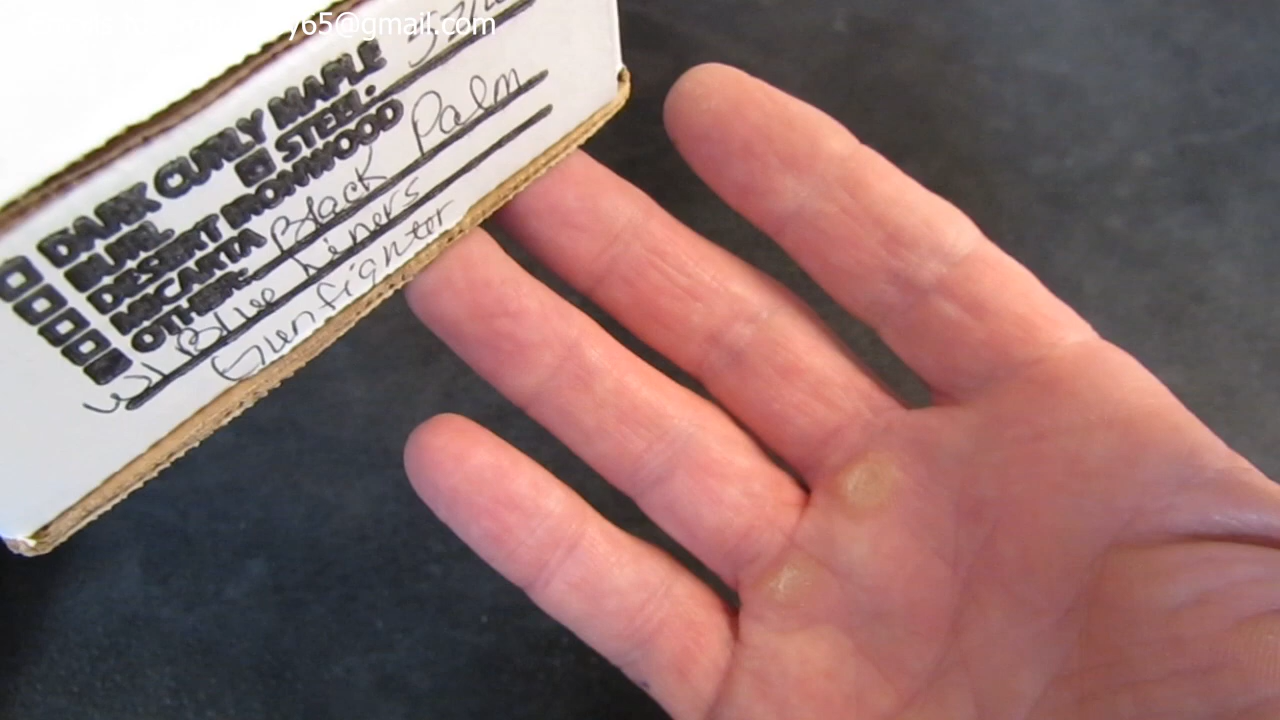 y65@gmail.com
DARK CURLY MAPLE
BURL STEEL:
DESERT IRONWOOD
MICARTA
OTHER: Black Palm
w/ Blue Liners
Gunfighter